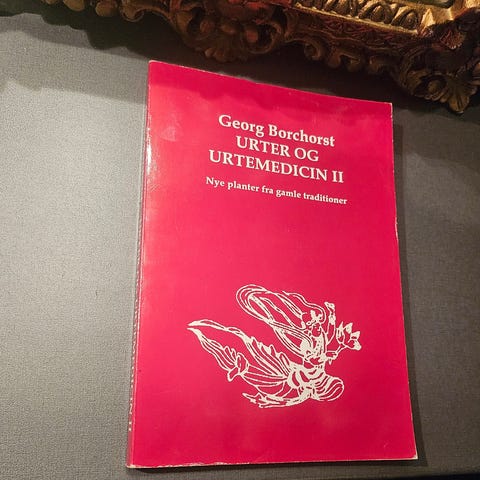 Georg Borchorst
URTER OG
URTEMEDICIN II
Nye planter fra gamle traditioner